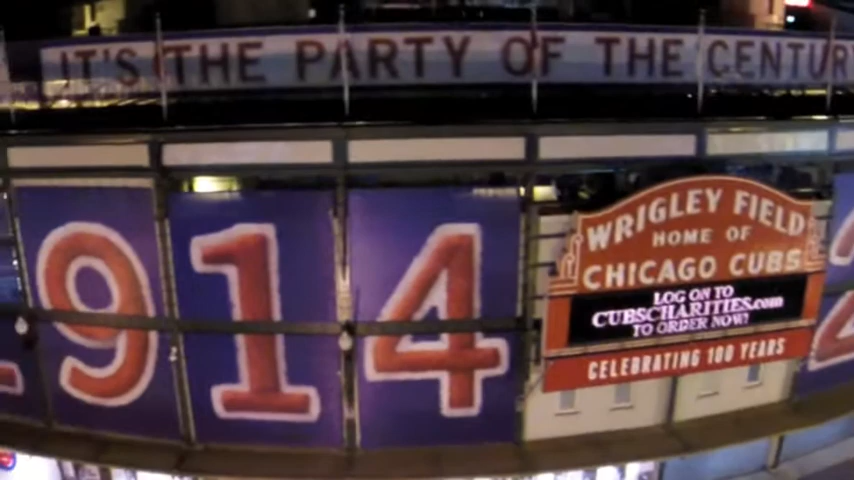 IT'S THE PARTY OF THE CENTURY
914
WRIGLEY FIELD
HOME OF
CHICAGO CUBS
LOG ON TO
CUBSCHARITIES.com
TO ORDER NOW!
CELEBRATING 100 YEARS